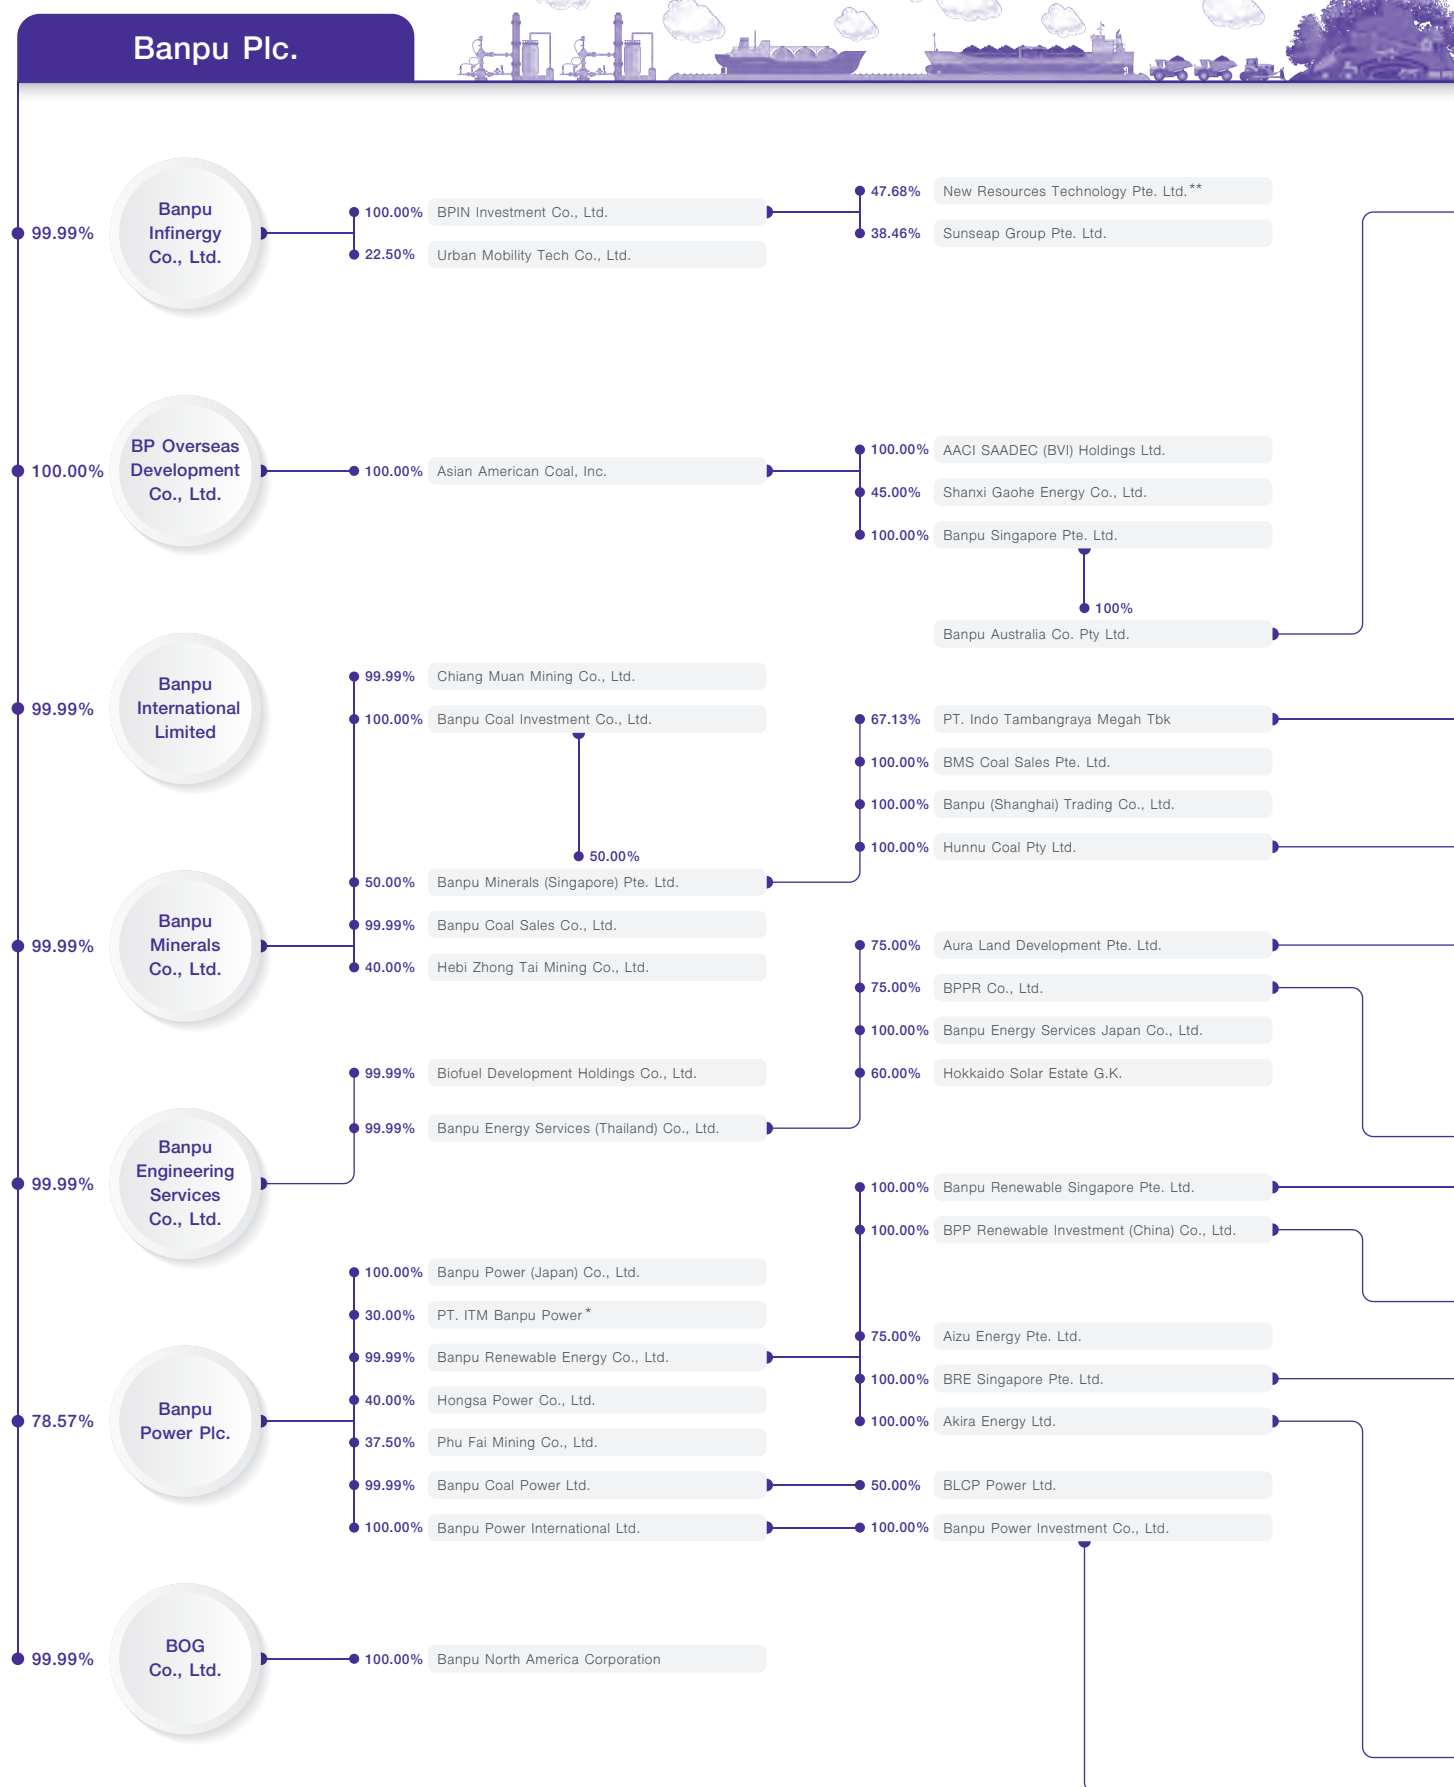 Banpu Plc.
99.99%
Banpu
Infinergy
Co., Ltd.
100.00% BPIN Investment Co., Ltd.
22.50% Urban Mobility Tech Co., Ltd.
47.68% New Resources Technology Pte. Ltd.**
38.46% Sunseap Group Pte. Ltd.
100.00%
BP Overseas
Development
Co., Ltd.
100.00% Asian American Coal, Inc.
100.00% AACI SAADEC (BVI) Holdings Ltd.
45.00% Shanxi Gaohe Energy Co., Ltd.
100.00% Banpu Singapore Pte. Ltd.
100%
Banpu Australia Co. Pty Ltd.
99.99%
Banpu
International
Limited
99.99%
Banpu
Minerals
Co., Ltd.
99.99% Chiang Muan Mining Co., Ltd.
100.00% Banpu Coal Investment Co., Ltd.
50.00%
50.00% Banpu Minerals (Singapore) Pte. Ltd.
99.99% Banpu Coal Sales Co., Ltd.
40.00% Hebi Zhong Tai Mining Co., Ltd.
67.13% PT. Indo Tambangraya Megah Tbk
100.00% BMS Coal Sales Pte. Ltd.
100.00% Banpu (Shanghai) Trading Co., Ltd.
100.00% Hunnu Coal Pty Ltd.
99.99%
Banpu
Engineering
Services
Co., Ltd.
99.99% Biofuel Development Holdings Co., Ltd.
99.99% Banpu Energy Services (Thailand) Co., Ltd.
75.00% Aura Land Development Pte. Ltd.
75.00% BPPR Co., Ltd.
100.00% Banpu Energy Services Japan Co., Ltd.
60.00% Hokkaido Solar Estate G.K.
78.57%
Banpu
Power Plc.
100.00% Banpu Power (Japan) Co., Ltd.
30.00% PT. ITM Banpu Power*
99.99% Banpu Renewable Energy Co., Ltd.
40.00% Hongsa Power Co., Ltd.
37.50% Phu Fai Mining Co., Ltd.
99.99% Banpu Coal Power Ltd.
100.00% Banpu Power International Ltd.
100.00% Banpu Renewable Singapore Pte. Ltd.
100.00% BPP Renewable Investment (China) Co., Ltd.
75.00% Aizu Energy Pte. Ltd.
100.00% BRE Singapore Pte. Ltd.
100.00% Akira Energy Ltd.
50.00% BLCP Power Ltd.
100.00% Banpu Power Investment Co., Ltd.
99.99%
BOG
Co., Ltd.
100.00% Banpu North America Corporation